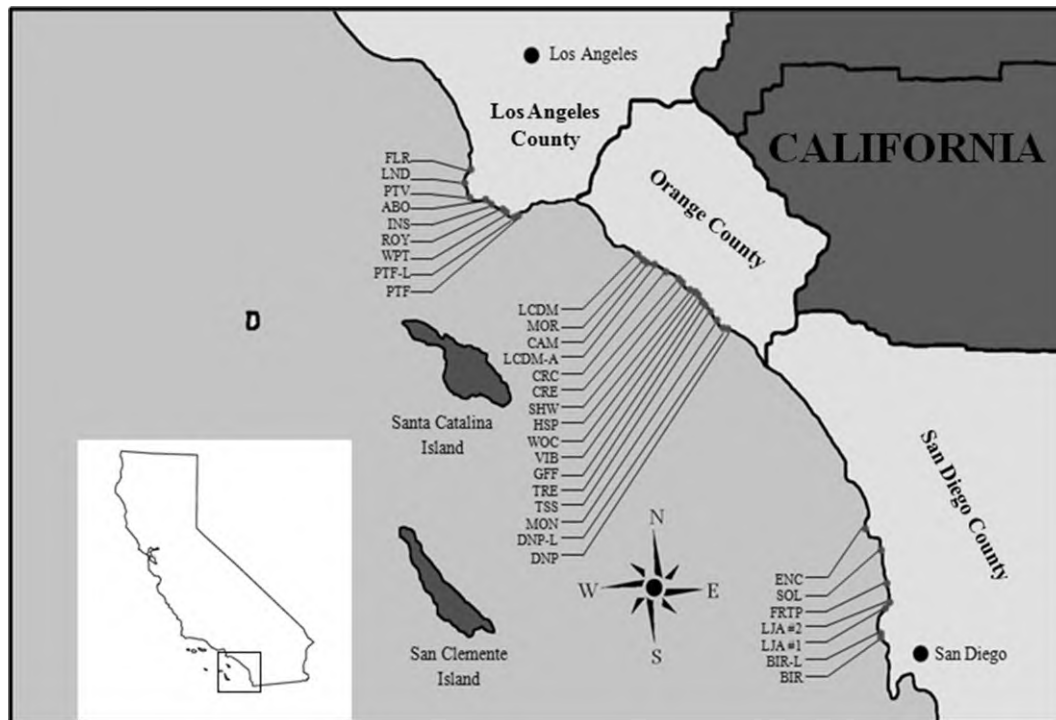 Los Angeles
Los Angeles
County
CALIFORNIA
Orange County
San Diego County
FLR
LND
PTV
ABO
INS
ROY
WPT
PTF-L
PTF
LCDM
MOR
CAM
LCDM-A
CRC
CRE
SHW
HSP
WOC
VIB
GFF
TRE
TSS
MON
DNP-L
DNP
Santa Catalina
Island
San Clemente
Island
N
W
E
S
ENC
SOL
FRTP
LJA #2
LJA #1
BIR-L
BIR
San Diego